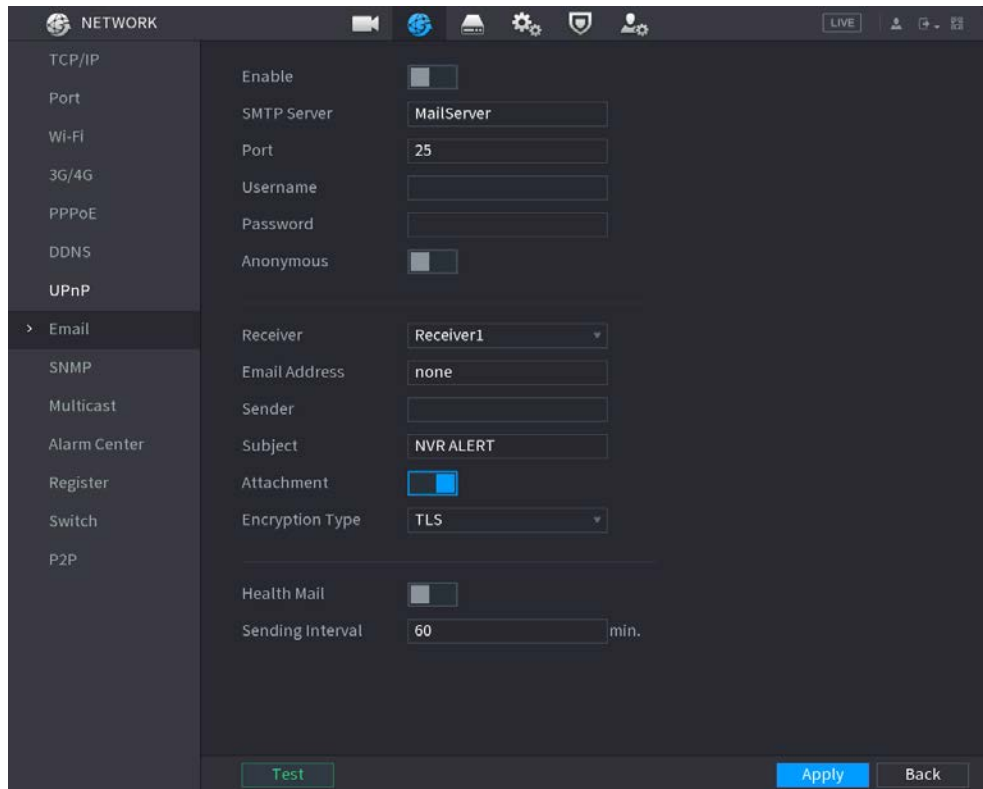 NETWORK
LIVE
TCP/IP
Port
Wi-Fi
3G/4G
PPPoE
DDNS
UPnP
> Email
SNMP
Multicast
Alarm Center
Register
Switch
P2P
Enable
SMTP Server MailServer
Port 25
Username
Password
Anonymous
Receiver Receiver1
Email Address none
Sender
Subject NVR ALERT
Attachment
Encryption Type TLS
Health Mail
Sending Interval 60 min.
Test Apply Back